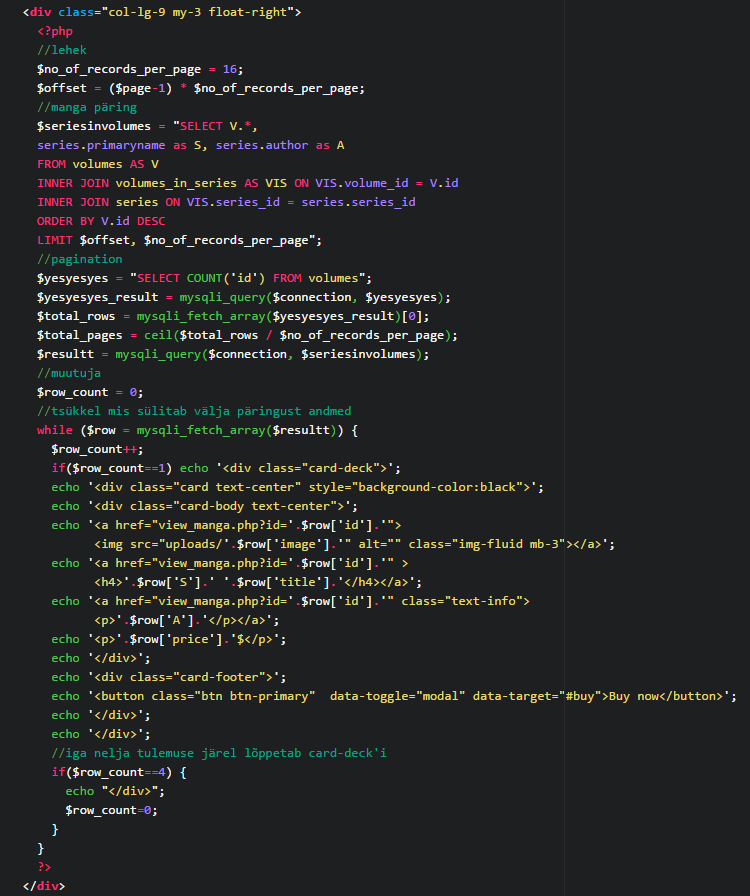 <div class="col-lg-9 my-3 float-right">
<?php
//lehek
$no_of_records_per_page = 16;
$offset = ($page-1) * $no_of_records_per_page;
//manga päring
$seriesinvolumes = "SELECT V.*,
series.primaryname as S, series.author as A
FROM volumes AS V
INNER JOIN volumes_in_series AS VIS ON VIS.volume_id = V.id
INNER JOIN series ON VIS.series_id = series.series_id
ORDER BY V.id DESC
LIMIT $offset, $no_of_records_per_page";
//pagination
$yesyesyes = "SELECT COUNT('id') FROM volumes";
$yesyesyes_result = mysqli_query($connection, $yesyesyes);
$total_rows = mysqli_fetch_array($yesyesyes_result)[0];
$total_pages = ceil($total_rows / $no_of_records_per_page);
$resultt = mysqli_query($connection, $seriesinvolumes);
//muutuja
$row_count = 0;
//tsükkel mis sülitab välja päringust andmed
while ($row = mysqli_fetch_array($resultt)) {
$row_count++;
if($row_count==1) echo '<div class="card-deck">';
echo '<div class="card text-center" style="background-color:black">';
echo '<div class="card-body text-center">';
echo '<a href="view_manga.php?id='.$row['id'].'">
<img src="uploads/'.$row['image'].'" alt="" class="img-fluid mb-3"></a>';
echo '<a href="view_manga.php?id='.$row['id'].'" >
<h4>'.$row['S'].' '.$row['title'].'</h4></a>';
echo '<a href="view_manga.php?id='.$row['id'].'" class="text-info">
<p>'.$row['A'].'</p></a>';
echo '<p>'.$row['price'].'$</p>';
echo '</div>';
echo '<div class="card-footer">';
echo '<button class="btn btn-primary"  data-toggle="modal" data-target="#buy">Buy now</button>';
echo '</div>';
echo '</div>';
//iga nelja tulemuse järel lõppetab card-deck'i
if($row_count==4) {
echo "</div>";
$row_count=0;
}
}
?>
</div>